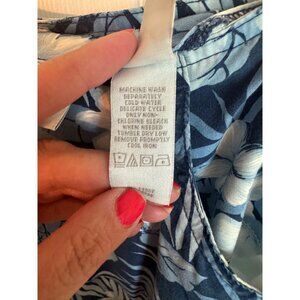 MACHINE WASH
SEPARATELY
COLD WATER
DELICATE CYCLE
ONLY NON-
CHLORINE BLEACH
WHEN NEEDED
TUMBLE DRY LOW
REMOVE PROMPTLY
COOL IRON